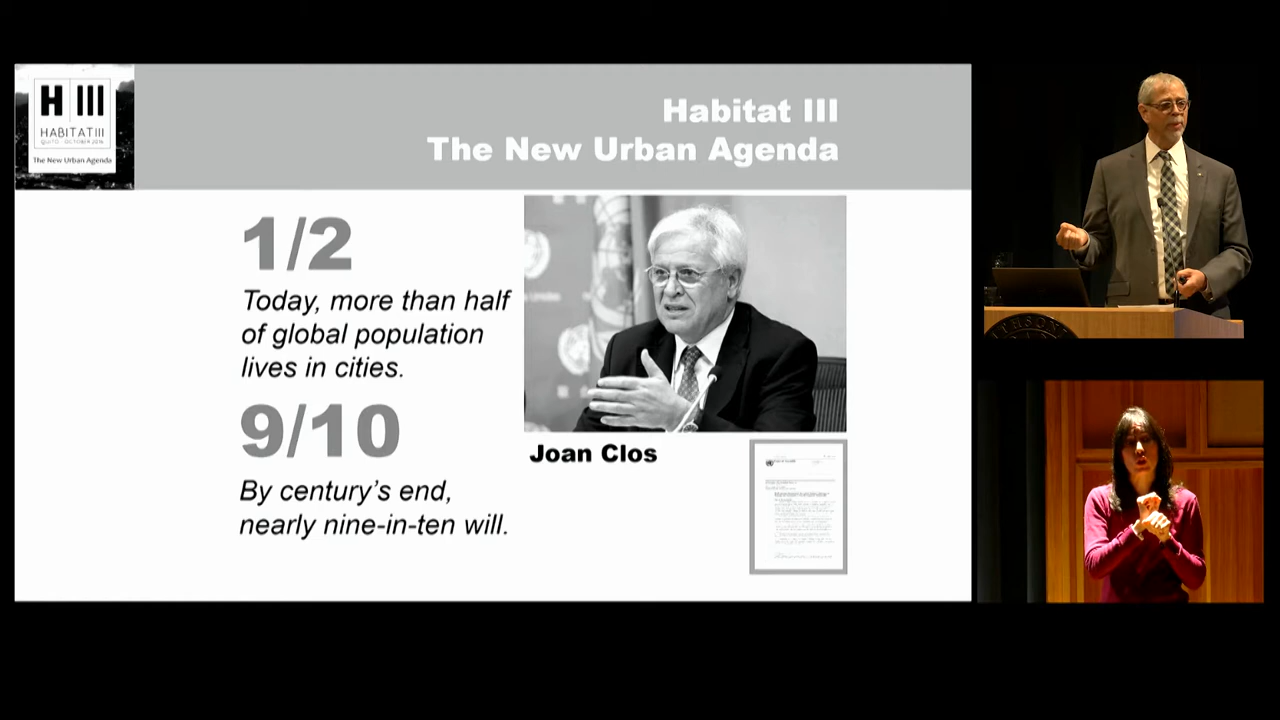 H III
HABITAT III
QUITO - OCTOBER 2016
The New Urban Agenda
Habitat III
The New Urban Agenda
1/2
Today, more than half
of global population
lives in cities.
9/10
By century’s end,
nearly nine-in-ten will.
Joan Clos